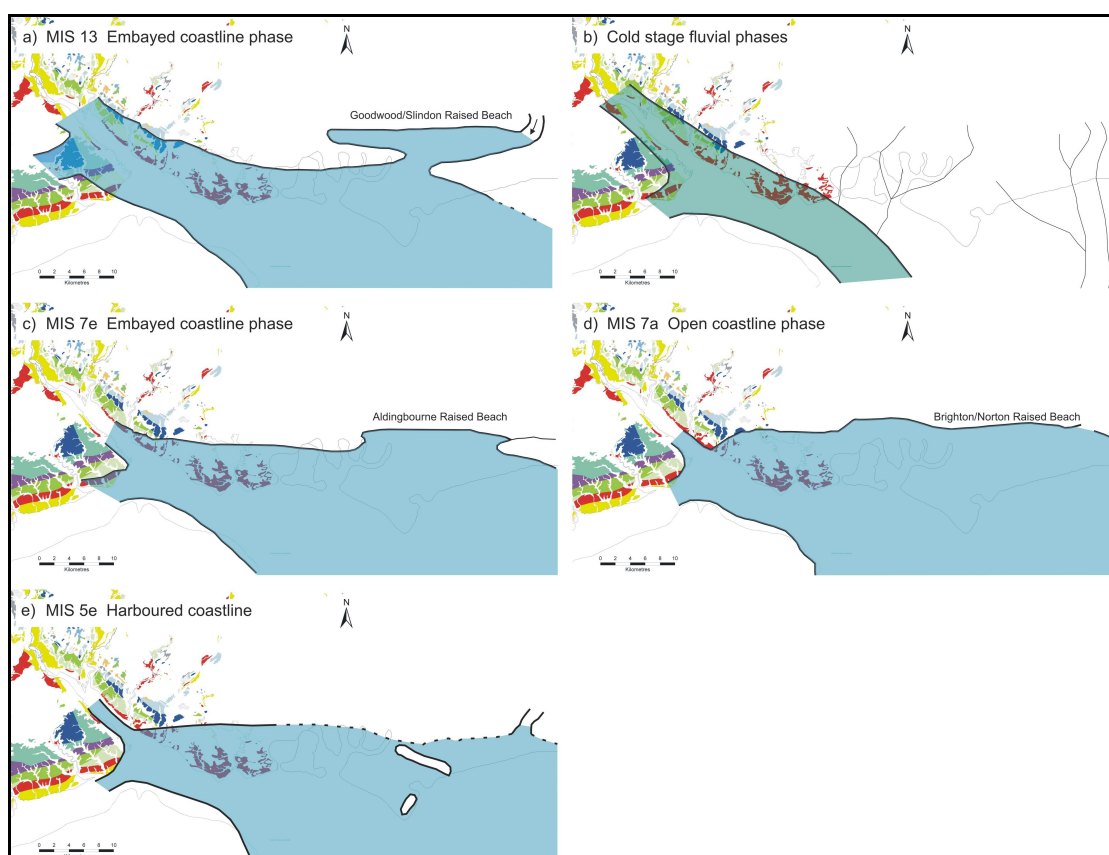 a) MIS 13 Embayed coastline phase
N
Goodwood/Slindon Raised Beach
0 2 4 6 8 10
Kilometres
b) Cold stage fluvial phases
N
0 2 4 6 8 10
Kilometres
c) MIS 7e Embayed coastline phase
N
Aldingbourne Raised Beach
0 2 4 6 8 10
Kilometres
d) MIS 7a Open coastline phase
N
Brighton/Norton Raised Beach
0 2 4 6 8 10
Kilometres
e) MIS 5e Harboured coastline
N
0 2 4 6 8 10
Kilometres